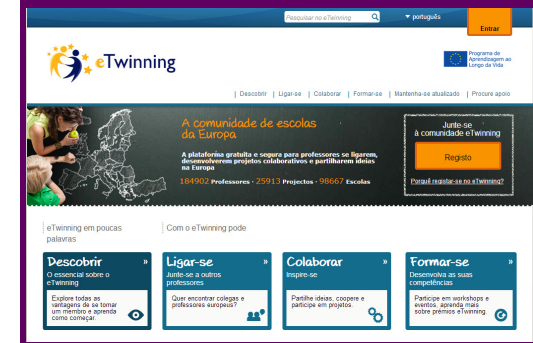 Pesquisar no eTwinning
português
Entrar
eTwinning
Programa de
Aprendizagem ao
Longo da Vida
| Descobrir | Ligar-se | Colaborar | Formar-se | Mantenha-se atualizado | Procure apoio
A comunidade de escolas
da Europa
A plataforma gratuita e segura para professores se ligarem,
desenvolverem projetos colaborativos e partilharem ideias
na Europa
184902 Professores · 25913 Projectos · 98667 Escolas
Junte-se
à comunidade eTwinning
Registo
Porquê registar-se no eTwinning?
eTwinning em poucas
palavras
Com o eTwinning pode
Descobrir »
O essencial sobre o
eTwinning
Explore todas as
vantagens de se tornar
um membro e aprenda
como começar.
Ligar-se »
Junte-se a outros
professores
Quer encontrar colegas e
professores europeus?
Colaborar »
Inspire-se
Partilhe ideias, coopere e
participe em projetos.
Formar-se »
Desenvolva as suas
competências
Participe em workshops e
eventos, aprenda mais
sobre prémios eTwinning.